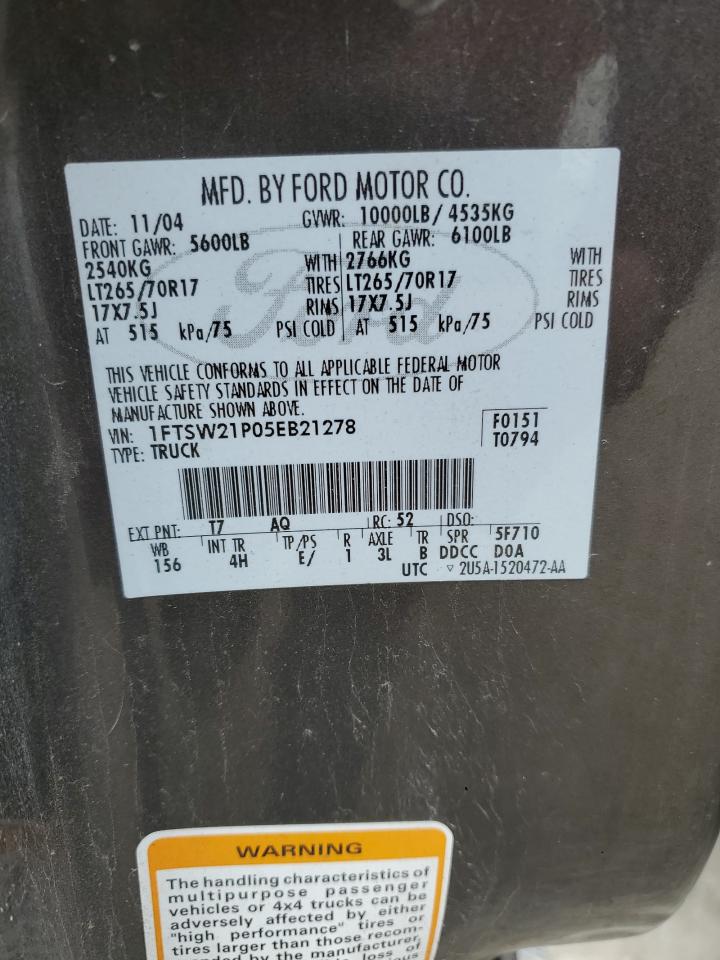 MFD. BY FORD MOTOR CO.
DATE: 11/04 GVWR: 10000LB/ 4535KG
FRONT GAWR: 5600LB REAR GAWR: 6100LB
2540KG WITH 2766KG WITH
LT265/70R17 TIRES LT265/70R17 TIRES
17X7.5J RIMS 17X7.5J RIMS
AT 515 kPa/75 PSI COLD AT 515 kPa/75 PSI COLD
Ford
THIS VEHICLE CONFORMS TO ALL APPLICABLE FEDERAL MOTOR
VEHICLE SAFETY STANDARDS IN EFFECT ON THE DATE OF
MANUFACTURE SHOWN ABOVE.
VIN: 1FTSW21P05EB21278 F0151
TYPE: TRUCK T0794
EXT PNT: T7 AQ RC: 52 DSO:
WB INT TR TP/PS R AXLE TR SPR 5F710
156 4H E/ 1 3L B DDCC D0A
UTC ▽ 2U5A-1520472-AA
WARNING
The handling characteristics of
multipurpose passenger
vehicles or 4x4 trucks can be
adversely affected by either
"high performance" tires or
tires larger than those recom-
by the manufacturer,
loss of